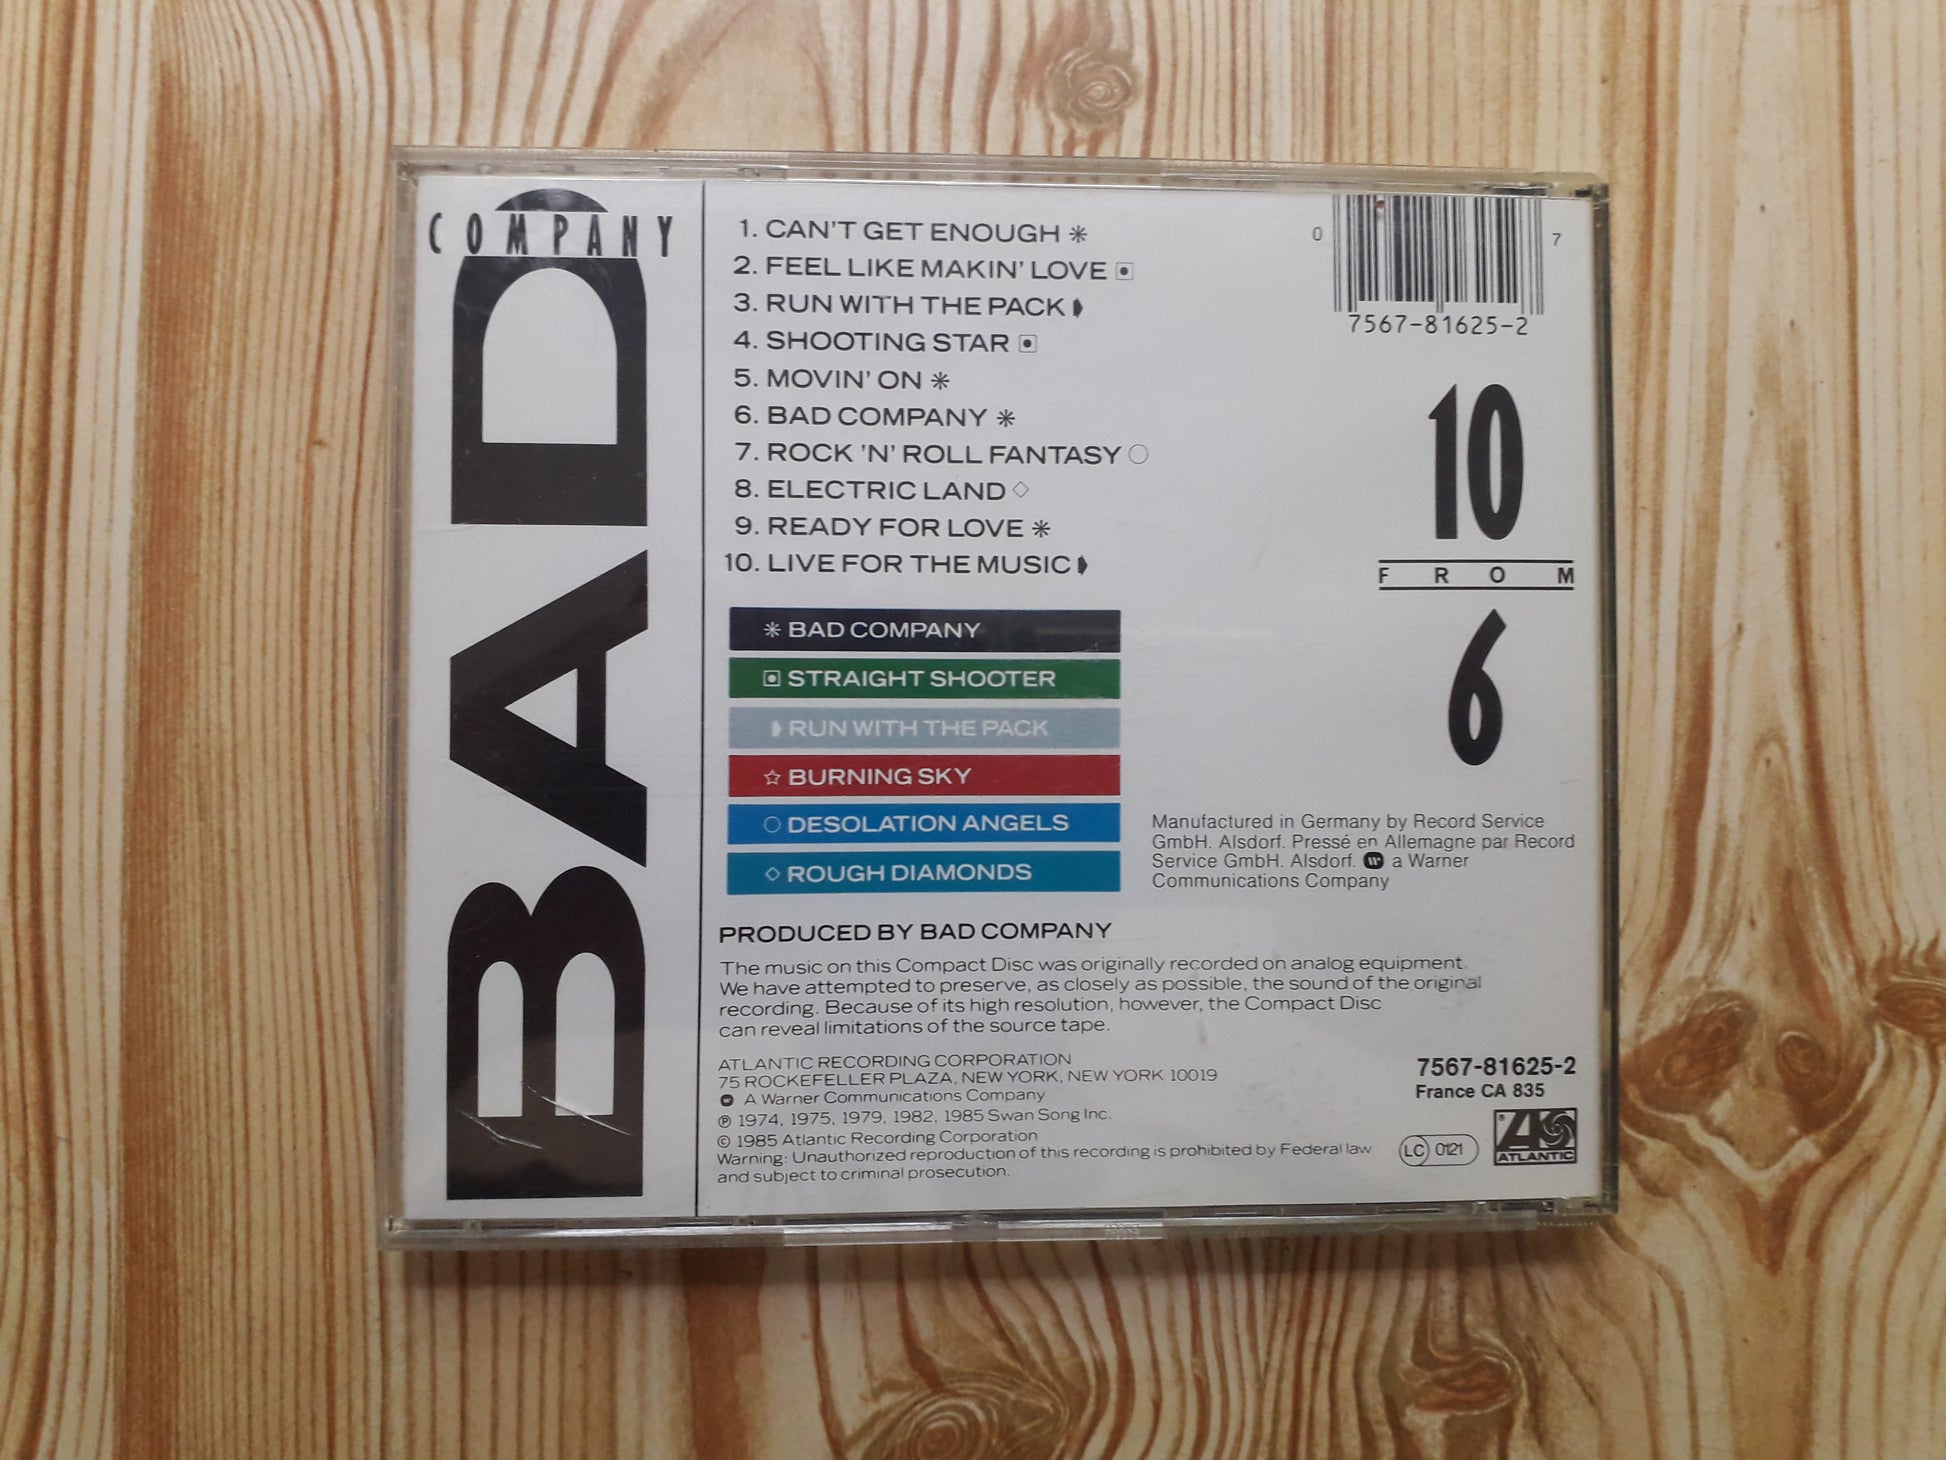 BAD
COMPANY
1. CAN'T GET ENOUGH ✳
2. FEEL LIKE MAKIN' LOVE ▣
3. RUN WITH THE PACK ◗
4. SHOOTING STAR ▣
5. MOVIN' ON ✳
6. BAD COMPANY ✳
7. ROCK 'N' ROLL FANTASY ○
8. ELECTRIC LAND ◇
9. READY FOR LOVE ✳
10. LIVE FOR THE MUSIC ◗
✳ BAD COMPANY
▣ STRAIGHT SHOOTER
◗ RUN WITH THE PACK
☆ BURNING SKY
○ DESOLATION ANGELS
◇ ROUGH DIAMONDS
0 7
7567-81625-2
10
FROM
6
Manufactured in Germany by Record Service
GmbH. Alsdorf. Pressé en Allemagne par Record
Service GmbH. Alsdorf. a Warner
Communications Company
PRODUCED BY BAD COMPANY
The music on this Compact Disc was originally recorded on analog equipment.
We have attempted to preserve, as closely as possible, the sound of the original
recording. Because of its high resolution, however, the Compact Disc
can reveal limitations of the source tape.
ATLANTIC RECORDING CORPORATION
75 ROCKEFELLER PLAZA, NEW YORK, NEW YORK 10019
A Warner Communications Company
℗ 1974, 1975, 1979, 1982, 1985 Swan Song Inc.
© 1985 Atlantic Recording Corporation
Warning: Unauthorized reproduction of this recording is prohibited by Federal law
and subject to criminal prosecution.
7567-81625-2
France CA 835
LC 0121
ATLANTIC